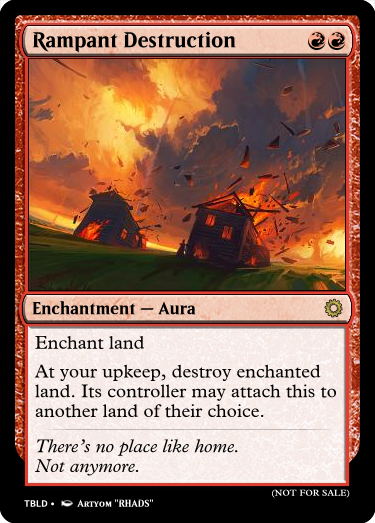 Rampant Destruction
Enchantment — Aura
Enchant land
At your upkeep, destroy enchanted
land. Its controller may attach this to
another land of their choice.
There's no place like home.
Not anymore.
(NOT FOR SALE)
TBLD • Artyom "RHADS"